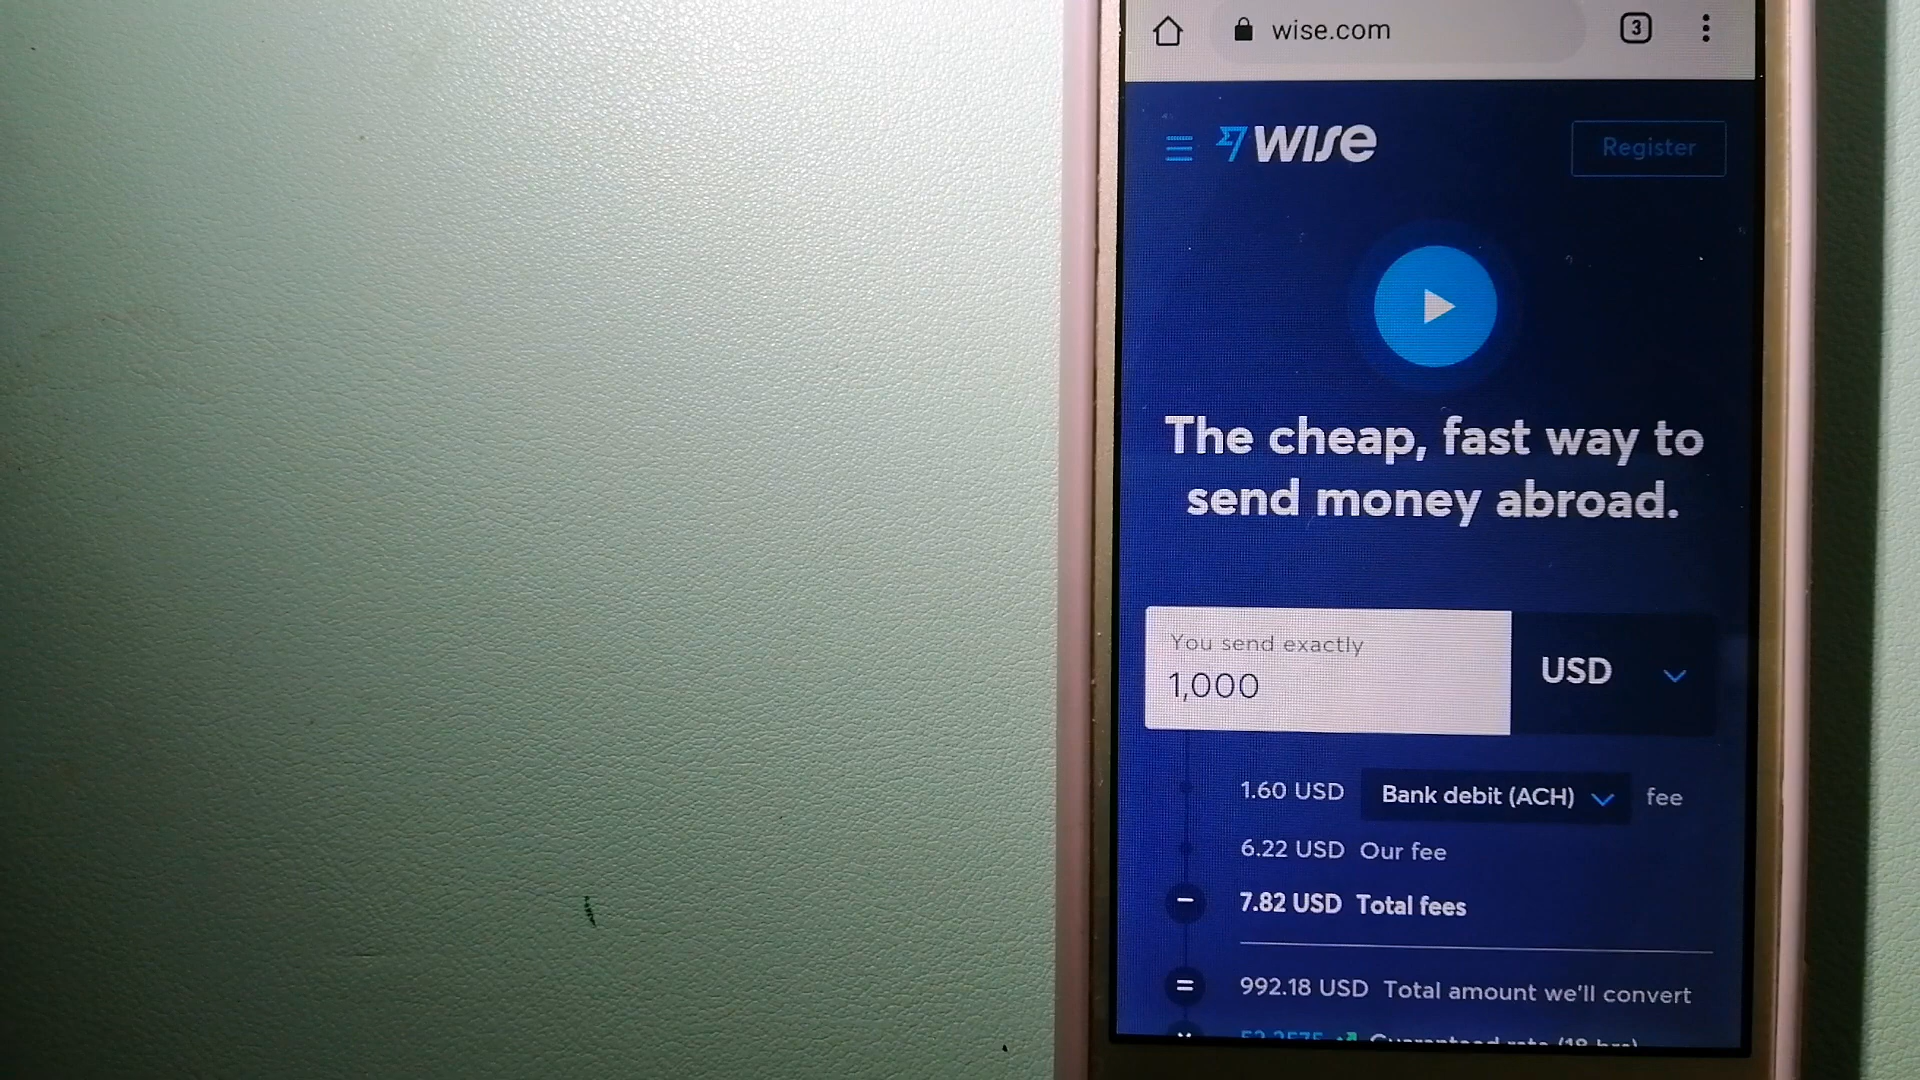 wise.com
3
wise
Register
The cheap, fast way to
send money abroad.
You send exactly
1,000
USD
1.60 USD Bank debit (ACH) fee
6.22 USD Our fee
7.82 USD Total fees
992.18 USD Total amount we'll convert
Guaranteed rate